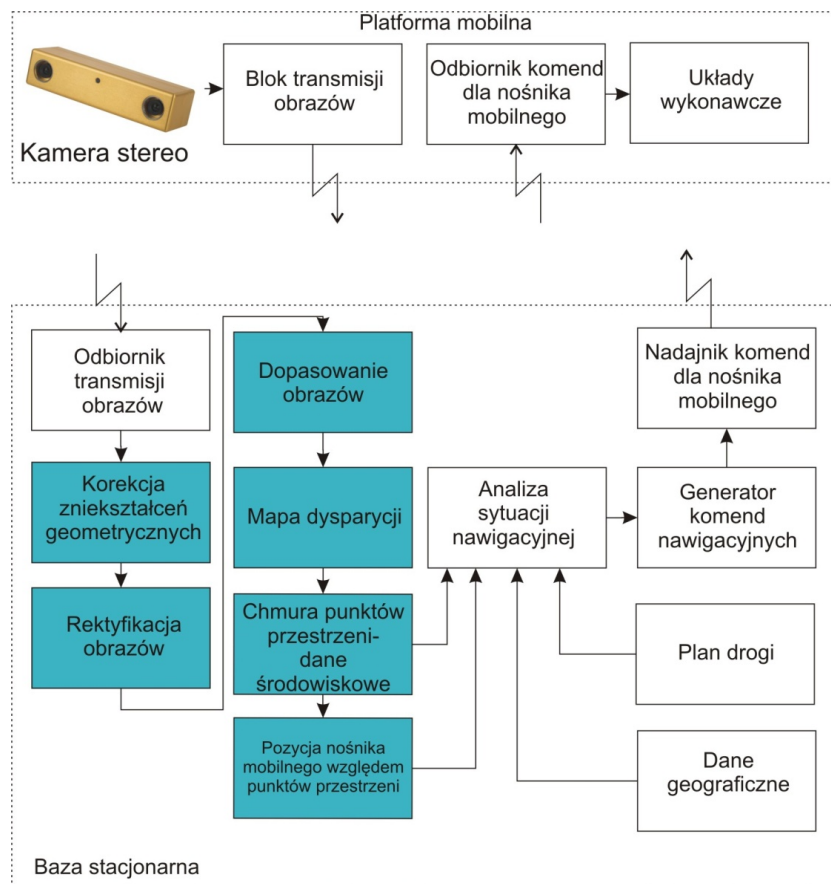 Platforma mobilna
Kamera stereo
Blok transmisji
obrazów
Odbiornik komend
dla nośnika
mobilnego
Układy
wykonawcze
Odbiornik
transmisji
obrazów
Korekcja
zniekształceń
geometrycznych
Rektyfikacja
obrazów
Dopasowanie
obrazów
Mapa dysparycji
Chmura punktów
przestrzeni-
dane
środowiskowe
Pozycja nośnika
mobilnego względem
punktów przestrzeni
Analiza
sytuacji
nawigacyjnej
Nadajnik komend
dla nośnika
mobilnego
Generator
komend
nawigacyjnych
Plan drogi
Dane
geograficzne
Baza stacjonarna